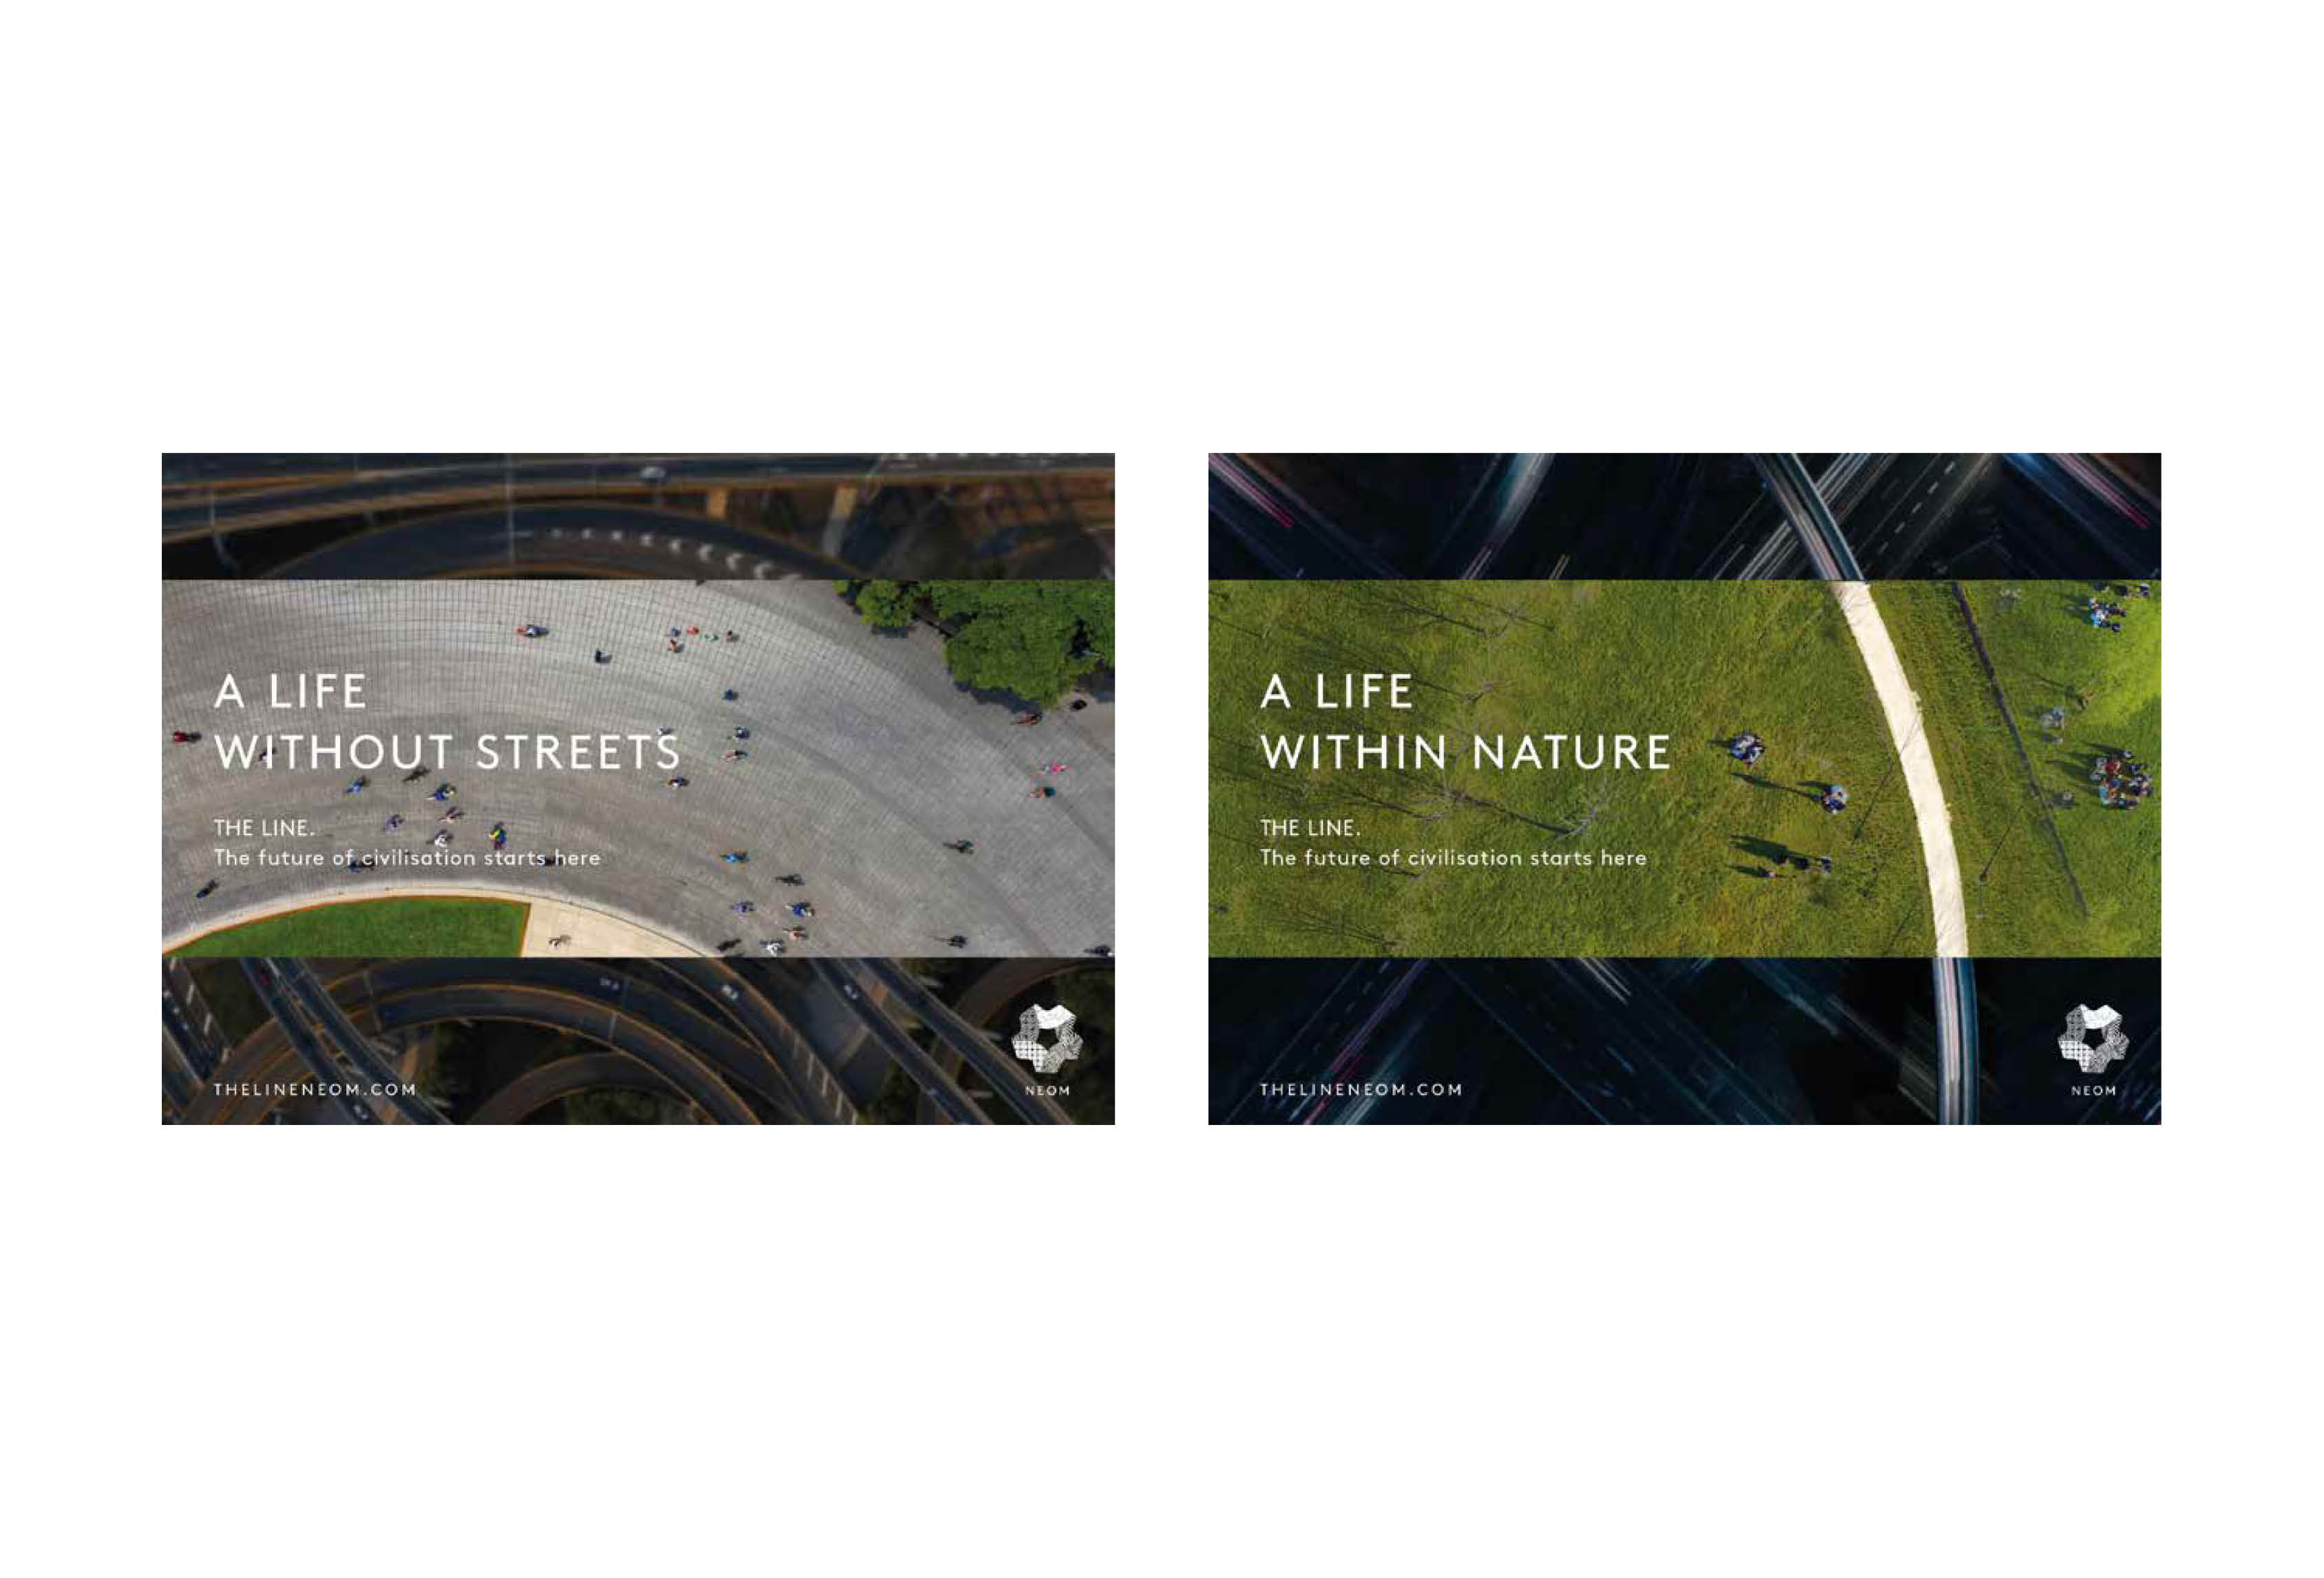 A LIFE
WITHOUT STREETS
THE LINE.
The future of civilisation starts here
THELINENEOM.COM
NEOM
A LIFE
WITHIN NATURE
THE LINE.
The future of civilisation starts here
THELINENEOM.COM
NEOM